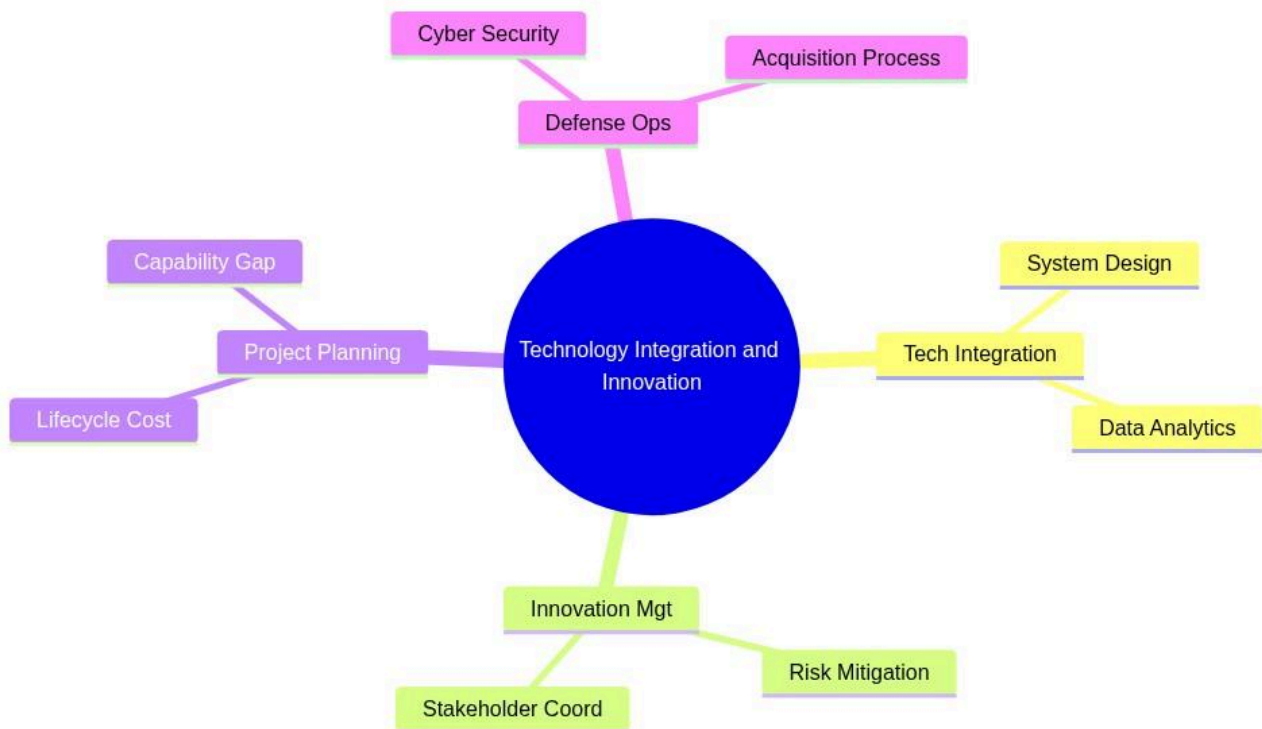 Cyber Security
Acquisition Process
Defense Ops
Capability Gap
System Design
Project Planning
Technology Integration and
Innovation
Tech Integration
Lifecycle Cost
Data Analytics
Innovation Mgt
Risk Mitigation
Stakeholder Coord